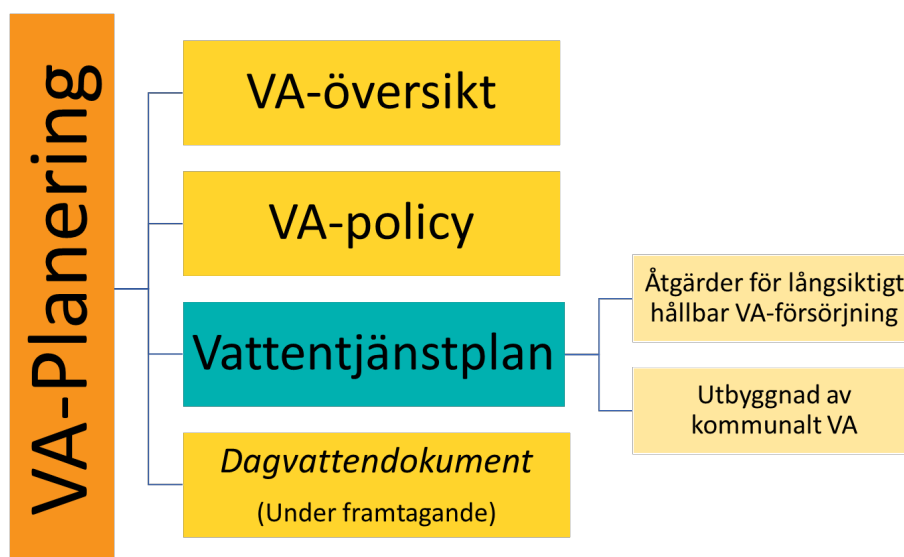 VA-Planering
VA-översikt
VA-policy
Vattentjänstplan
Åtgärder för långsiktigt
hållbar VA-försörjning
Utbyggnad av
kommunalt VA
Dagvattendokument
(Under framtagande)